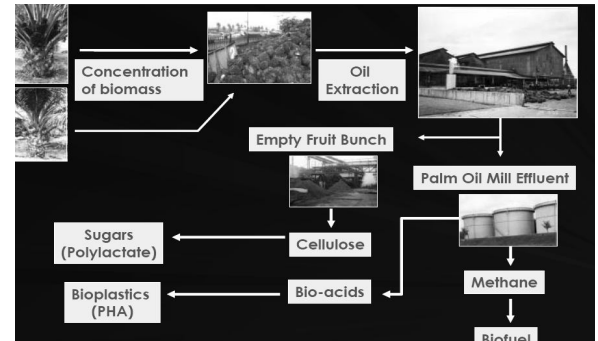 Concentration
of biomass
Oil
Extraction
Empty Fruit Bunch
Palm Oil Mill Effluent
Sugars
(Polylactate)
Cellulose
Methane
Bioplastics
(PHA)
Bio-acids
Biofuel